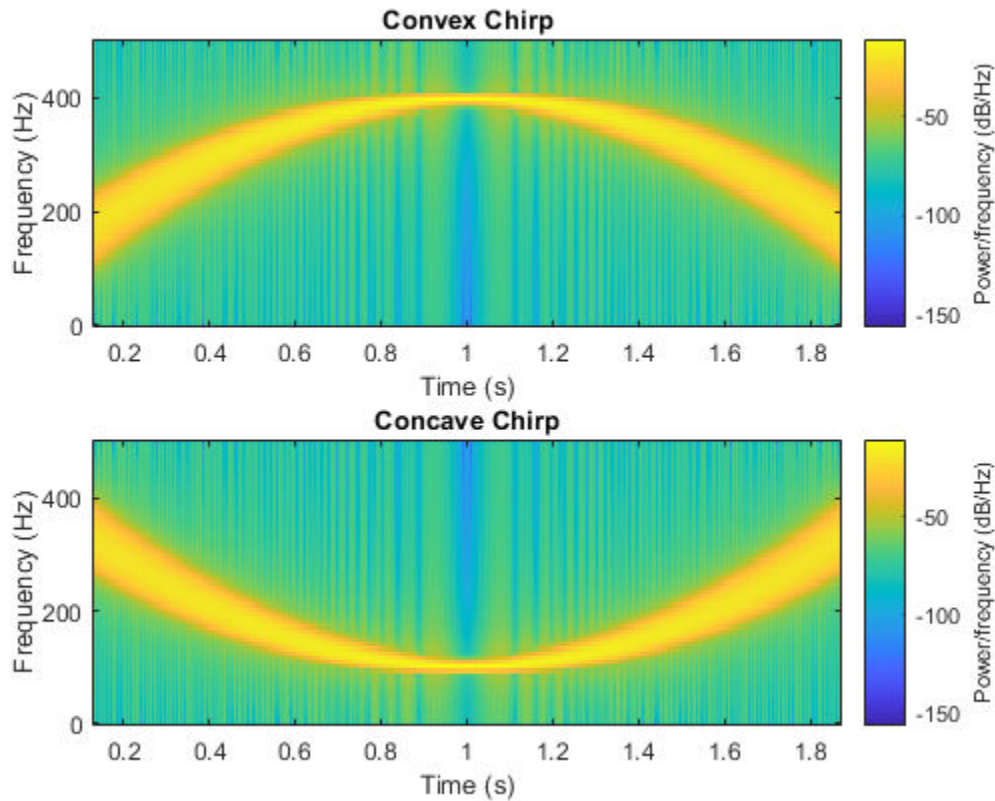 Convex Chirp
Frequency (Hz)
400
200
0
0.2 0.4 0.6 0.8 1 1.2 1.4 1.6 1.8
Time (s)
-50
-100
-150
Power/frequency (dB/Hz)
Concave Chirp
Frequency (Hz)
400
200
0
0.2 0.4 0.6 0.8 1 1.2 1.4 1.6 1.8
Time (s)
-50
-100
-150
Power/frequency (dB/Hz)